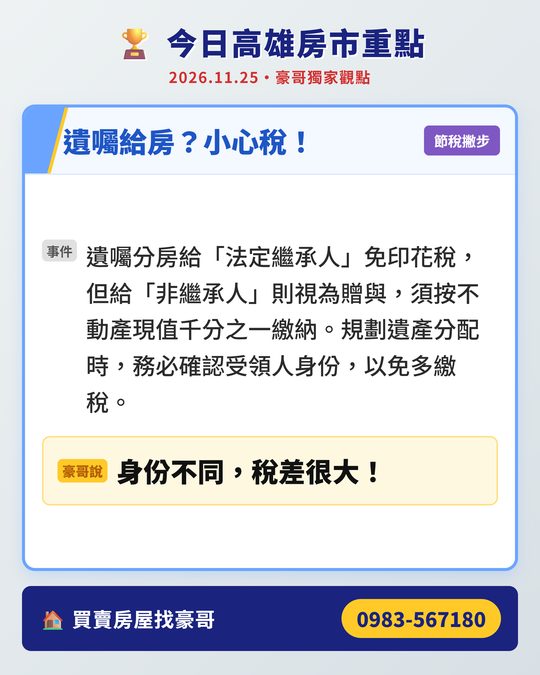 今日高雄房市重點
2026.11.25・豪哥獨家觀點
遺囑給房？小心稅！
節稅撇步
事件
遺囑分房給「法定繼承人」免印花稅，
但給「非繼承人」則視為贈與，須按不
動產現值千分之一繳納。規劃遺產分配
時，務必確認受領人身份，以免多繳
稅。
豪哥說
身份不同，稅差很大！
買賣房屋找豪哥
0983-567180